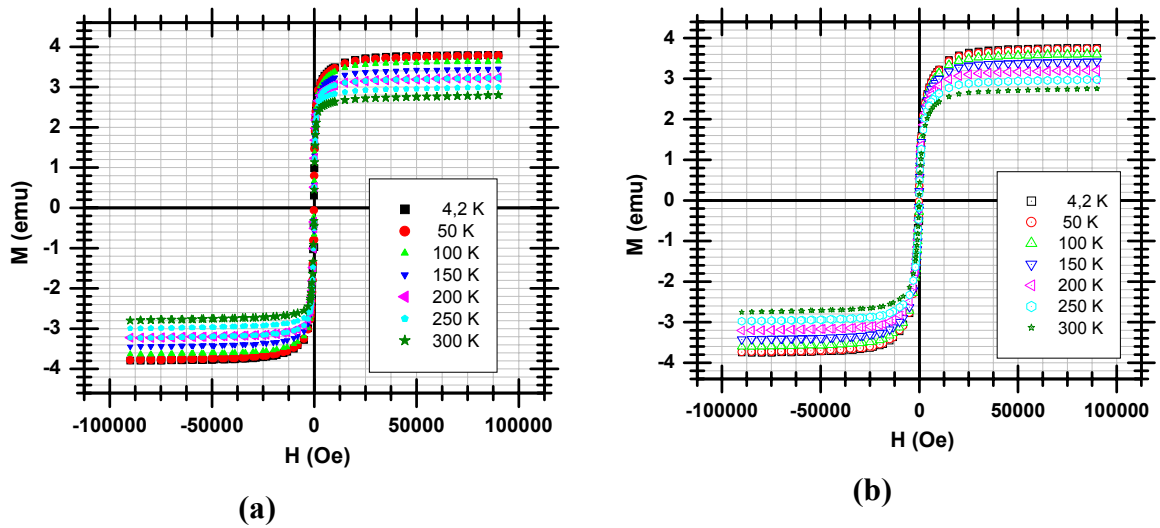 4
3
2
1
0
-1
-2
-3
-4
M (emu)
4,2 K
50 K
100 K
150 K
200 K
250 K
300 K
-100000 -50000 0 50000 100000
H (Oe)
(a)
4
3
2
1
0
-1
-2
-3
-4
M (emu)
4,2 K
50 K
100 K
150 K
200 K
250 K
300 K
-100000 -50000 0 50000 100000
H (Oe)
(b)